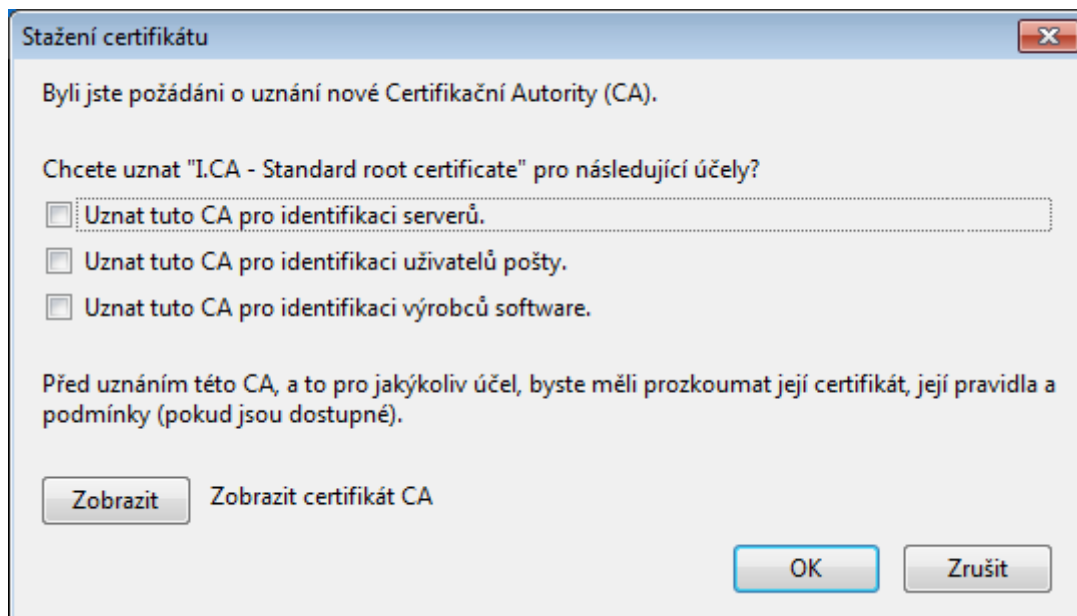 Stažení certifikátu
Byli jste požádáni o uznání nové Certifikační Autority (CA).
Chcete uznat "I.CA - Standard root certificate" pro následující účely?
Uznat tuto CA pro identifikaci serverů.
Uznat tuto CA pro identifikaci uživatelů pošty.
Uznat tuto CA pro identifikaci výrobců software.
Před uznáním této CA, a to pro jakýkoliv účel, byste měli prozkoumat její certifikát, její pravidla a
podmínky (pokud jsou dostupné).
Zobrazit Zobrazit certifikát CA
OK Zrušit